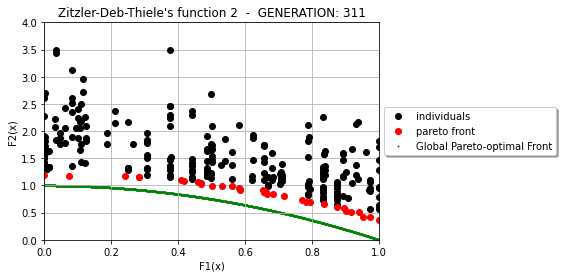 Zitzler-Deb-Thiele's function 2 - GENERATION: 311
4.0
3.5
3.0
2.5
2.0
1.5
1.0
0.5
0.0
F2(x)
0.0 0.2 0.4 0.6 0.8 1.0
F1(x)
individuals
pareto front
Global Pareto-optimal Front